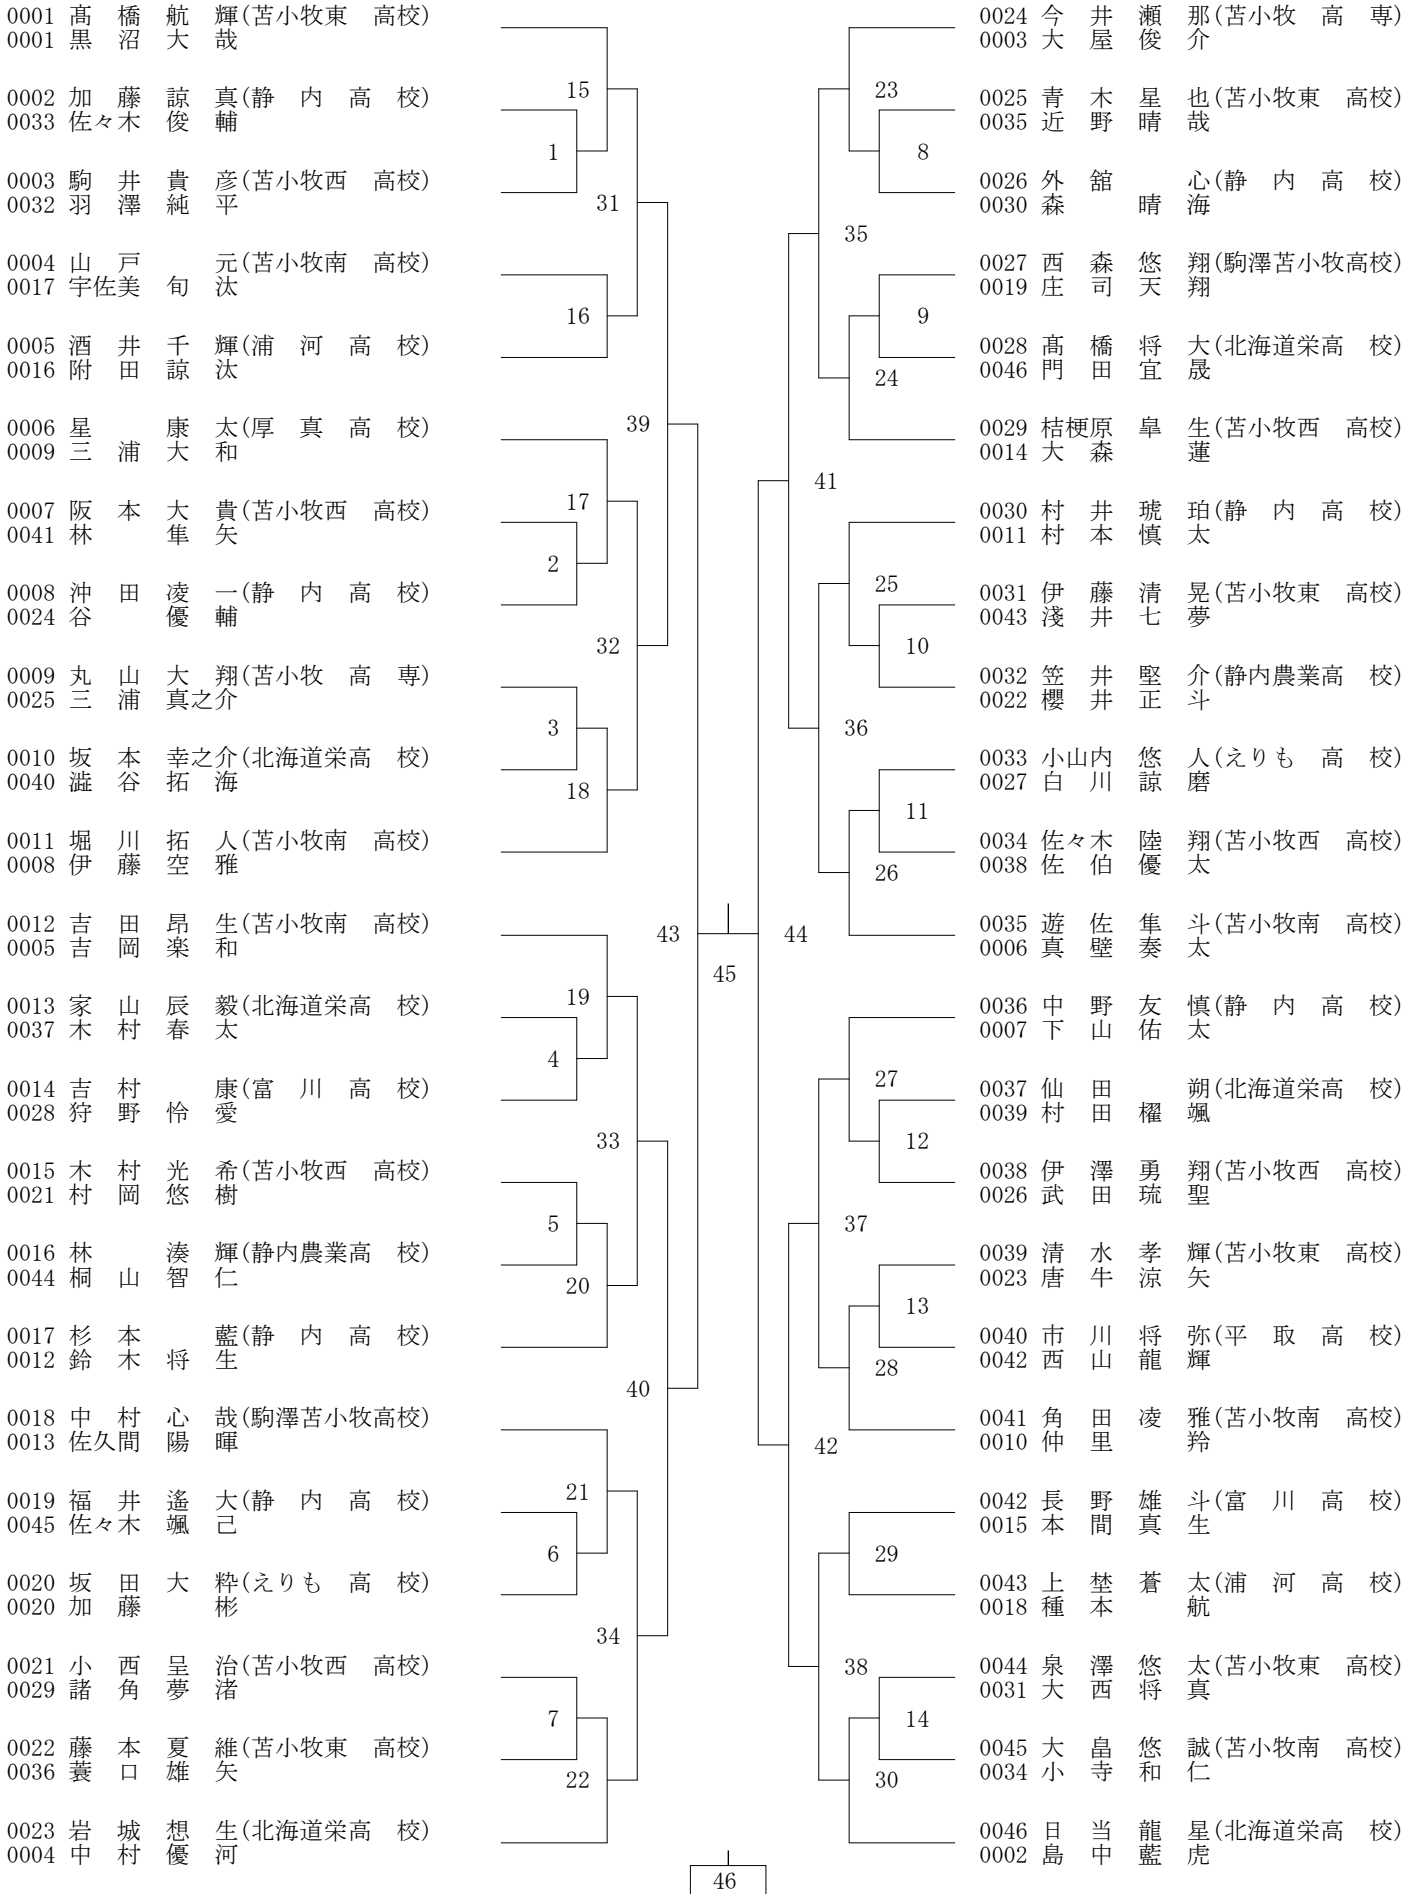 0001 髙橋航輝(苫小牧東 高校)
0001 黒沼大哉
15
0002 加藤諒真(静内高校)
0033 佐々木俊輔
1
0003 駒井貴彦(苫小牧西 高校)
0032 羽澤純平
31
0004 山戸 元(苫小牧南 高校)
0017 宇佐美旬汰
16
0005 酒井千輝(浦河高校)
0016 附田諒汰
39
0006 星 康太(厚真高校)
0009 三浦大和
17
0007 阪本大貴(苫小牧西 高校)
0041 林 隼矢
2
0008 沖田凌一(静内高校)
0024 谷 優輔
32
0009 丸山大翔(苫小牧高専)
0025 三浦真之介
3
0010 坂本幸之介(北海道栄高校)
0040 澁谷拓海
18
0011 堀川拓人(苫小牧南 高校)
0008 伊藤空雅
0012 吉田昂生(苫小牧南 高校)
0005 吉岡楽和
43
19
0013 家山辰毅(北海道栄高校)
0037 木村春太
4
0014 吉村 康(富川高校)
0028 狩野怜愛
33
0015 木村光希(苫小牧西 高校)
0021 村岡悠樹
5
0016 林 湊輝(静内農業高校)
0044 桐山智仁
20
0017 杉本 藍(静内高校)
0012 鈴木将生
40
0018 中村心哉(駒澤苫小牧高校)
0013 佐久間陽暉
21
0019 福井遙大(静内高校)
0045 佐々木颯己
6
0020 坂田大粋(えりも高校)
0020 加藤 彬
34
0021 小西呈治(苫小牧西 高校)
0029 諸角夢渚
7
0022 藤本夏維(苫小牧東 高校)
0036 蓑口雄矢
22
0023 岩城想生(北海道栄高校)
0004 中村優河
45
46
0024 今井瀬那(苫小牧高専)
0003 大屋俊介
23
0025 青木星也(苫小牧東 高校)
0035 近野晴哉
8
0026 外舘 心(静内高校)
0030 森 晴海
35
0027 西森悠翔(駒澤苫小牧高校)
0019 庄司天翔
9
0028 髙橋将大(北海道栄高校)
0046 門田宜晟
24
0029 桔梗原皐生(苫小牧西 高校)
0014 大森 蓮
41
0030 村井琥珀(静内高校)
0011 村本慎太
25
0031 伊藤清晃(苫小牧東 高校)
0043 淺井七夢
10
0032 笠井堅介(静内農業高校)
0022 櫻井正斗
36
0033 小山内悠人(えりも高校)
0027 白川諒磨
11
0034 佐々木陸翔(苫小牧西 高校)
0038 佐伯優太
26
0035 遊佐隼斗(苫小牧南 高校)
0006 真壁奏太
44
0036 中野友慎(静内高校)
0007 下山佑太
27
0037 仙田 朔(北海道栄高校)
0039 村田櫂颯
12
0038 伊澤勇翔(苫小牧西 高校)
0026 武田琉聖
37
0039 清水孝輝(苫小牧東 高校)
0023 唐牛涼矢
13
0040 市川将弥(平取高校)
0042 西山龍輝
28
0041 角田凌雅(苫小牧南 高校)
0010 仲里 羚
42
0042 長野雄斗(富川高校)
0015 本間真生
29
0043 上埜蒼太(浦河高校)
0018 種本 航
38
0044 泉澤悠太(苫小牧東 高校)
0031 大西将真
14
0045 大畠悠誠(苫小牧南 高校)
0034 小寺和仁
30
0046 日当龍星(北海道栄高校)
0002 島中藍虎